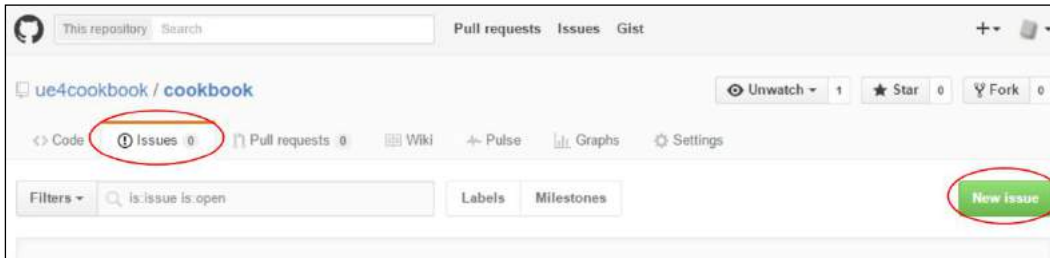 This repository Search Pull requests Issues Gist
ue4cookbook / cookbook Unwatch 1 Star 0 Fork 0
Code Issues 0 Pull requests 0 Wiki Pulse Graphs Settings
Filters is:issue is:open Labels Milestones New issue